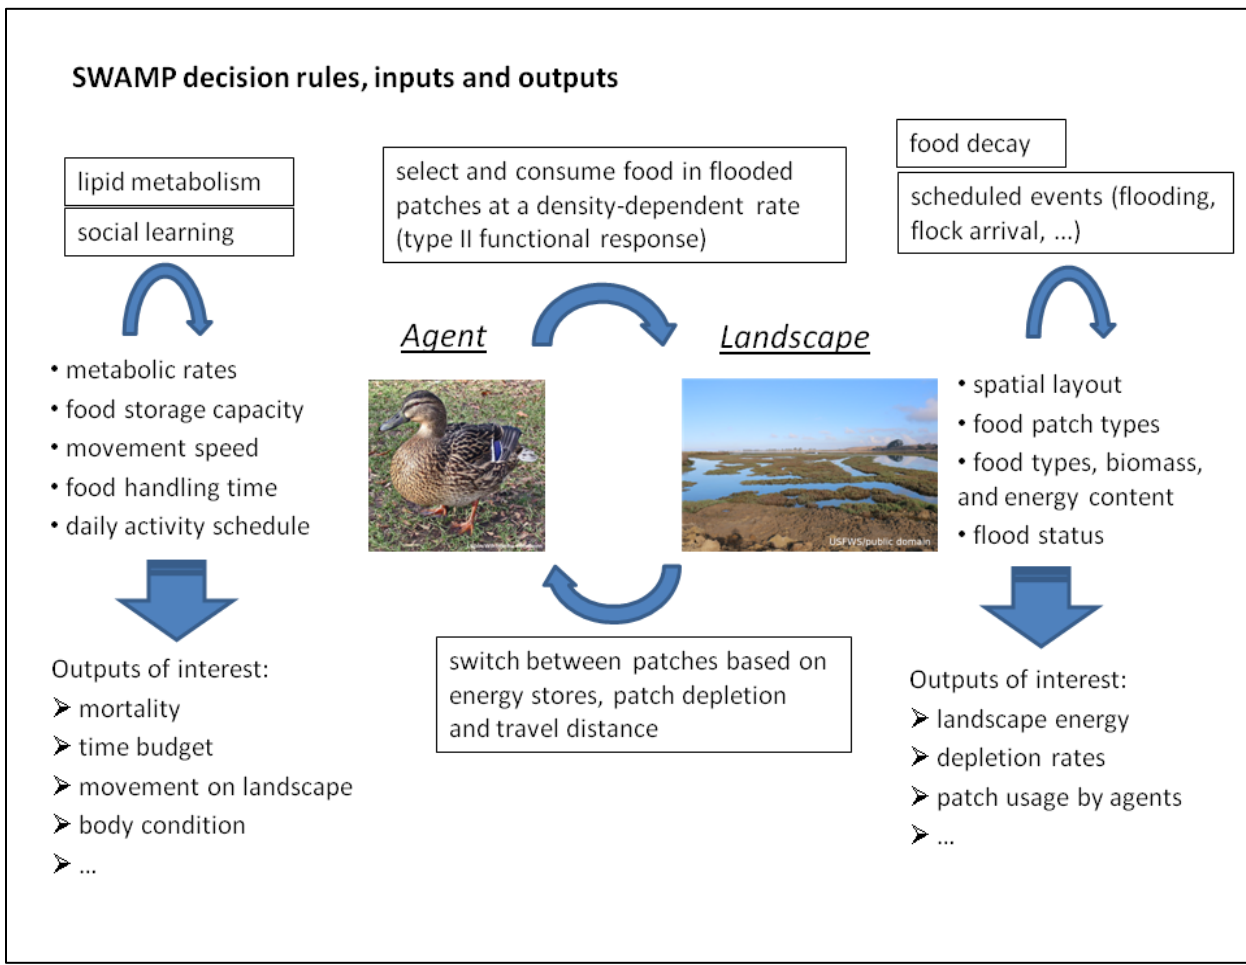 SWAMP decision rules, inputs and outputs
lipid metabolism
social learning
• metabolic rates
• food storage capacity
• movement speed
• food handling time
• daily activity schedule
Outputs of interest:
➢ mortality
➢ time budget
➢ movement on landscape
➢ body condition
➢ ...
select and consume food in flooded
patches at a density-dependent rate
(type II functional response)
Agent
Landscape
USFWS/public domain
switch between patches based on
energy stores, patch depletion
and travel distance
food decay
scheduled events (flooding,
flock arrival, ...)
• spatial layout
• food patch types
• food types, biomass,
and energy content
• flood status
Outputs of interest:
➢ landscape energy
➢ depletion rates
➢ patch usage by agents
➢ ...